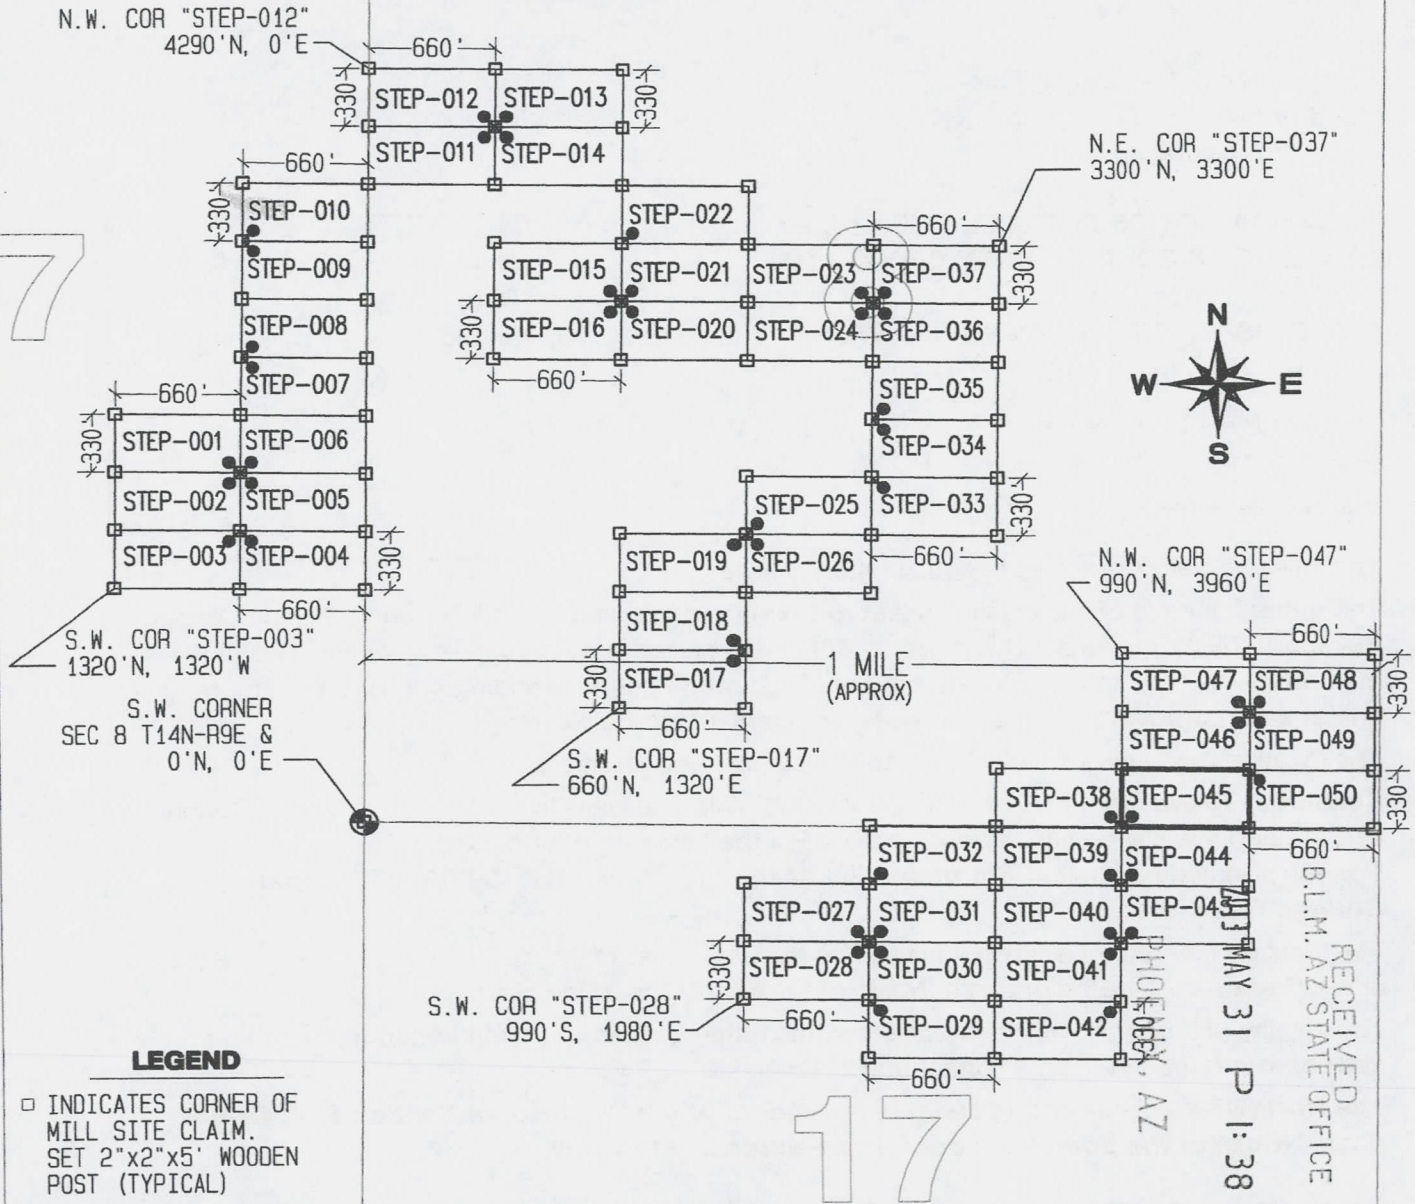 N.W. COR "STEP-012"
4290'N, 0'E
660'
330
STEP-012
STEP-013
330
STEP-011
STEP-014
660'
330
STEP-010
STEP-009
STEP-008
STEP-007
STEP-022
STEP-015
STEP-021
STEP-023
STEP-037
STEP-016
STEP-020
STEP-024
STEP-036
330
660'
N.E. COR "STEP-037"
3300'N, 3300'E
660'
330
7
8
STEP-035
STEP-034
STEP-025
STEP-033
330
660'
N
W
E
S
660'
330
STEP-001
STEP-006
STEP-002
STEP-005
STEP-003
STEP-004
330
660'
STEP-019
STEP-026
STEP-018
STEP-017
330
660'
S.W. COR "STEP-003"
1320'N, 1320'W
S.W. CORNER
SEC 8 T14N-R9E &
0'N, 0'E
1 MILE
(APPROX)
S.W. COR "STEP-017"
660'N, 1320'E
N.W. COR "STEP-047"
990'N, 3960'E
660'
STEP-047
STEP-048
330
STEP-046
STEP-049
STEP-038
STEP-045
STEP-050
330
660'
STEP-032
STEP-039
STEP-044
STEP-027
STEP-031
STEP-040
STEP-043
STEP-028
STEP-030
STEP-041
330
660'
STEP-029
STEP-042
330
660'
S.W. COR "STEP-028"
990'S, 1980'E
17
RECEIVED
B.L.M. AZ STATE OFFICE
2013 MAY 31 P 1:38
PHOENIX, AZ
LEGEND
□ INDICATES CORNER OF
MILL SITE CLAIM.
SET 2"x2"x5' WOODEN
POST (TYPICAL)